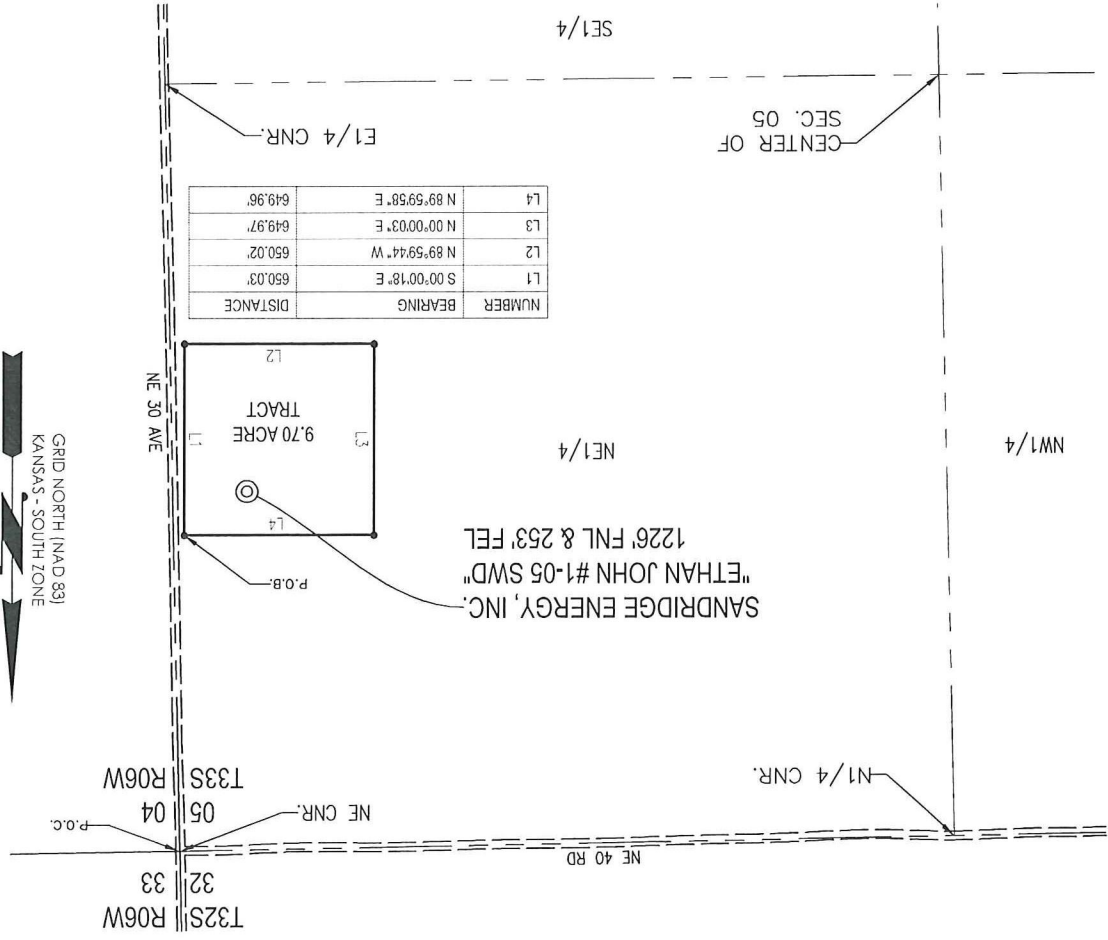 T32S R06W
32 33
NE 40 RD
N1/4 CNR.
NE CNR.
P.O.C.
05 04
T33S R06W
GRID NORTH (NAD 83)
KANSAS - SOUTH ZONE
SANDRIDGE ENERGY, INC.
"ETHAN JOHN #1-05 SWD"
1226' FNL & 253' FEL
P.O.B.
L4
9.70 ACRE
TRACT
L3
L1
L2
NW1/4
NE1/4
NE 30 AVE
NUMBER BEARING DISTANCE
L1 S 00°00'18" E 650.03'
L2 N 89°59'44" W 650.02'
L3 N 00°00'03" E 649.97'
L4 N 89°59'58" E 649.96'
CENTER OF
SEC. 05
E1/4 CNR.
SE1/4